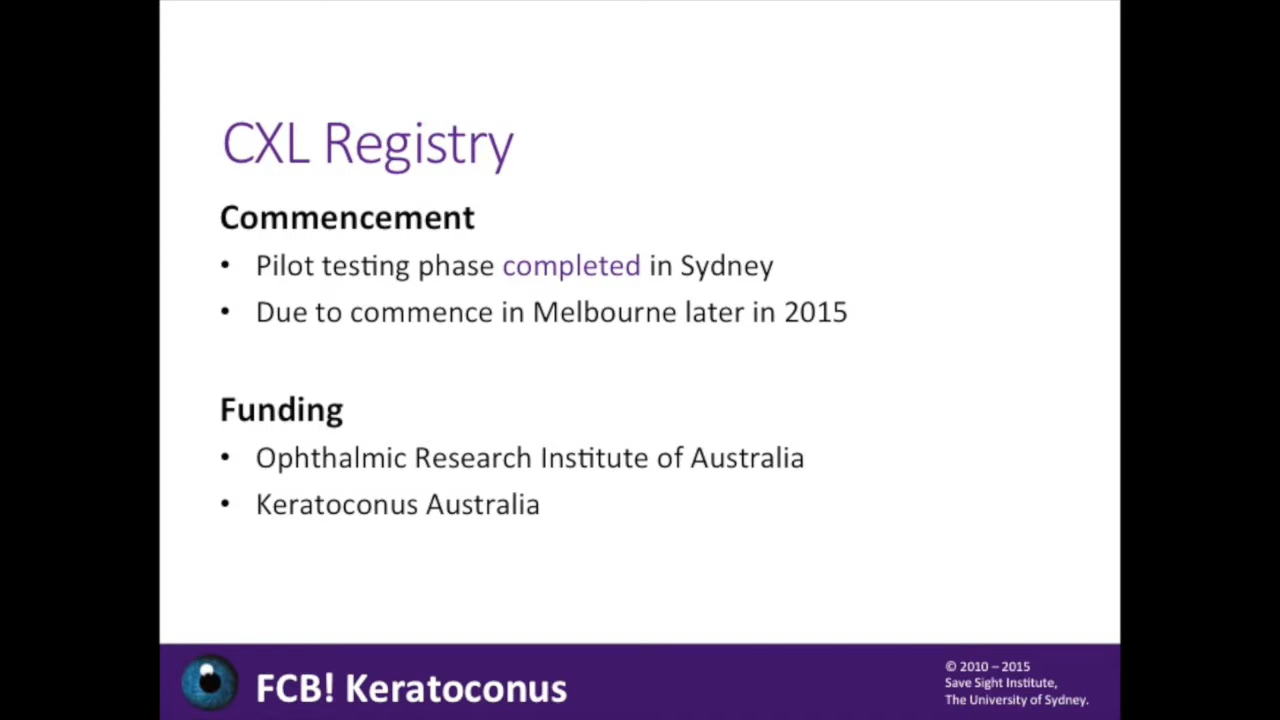 CXL Registry
Commencement
• Pilot testing phase completed in Sydney
• Due to commence in Melbourne later in 2015
Funding
• Ophthalmic Research Institute of Australia
• Keratoconus Australia
FCB! Keratoconus
© 2010 – 2015
Save Sight Institute,
The University of Sydney.